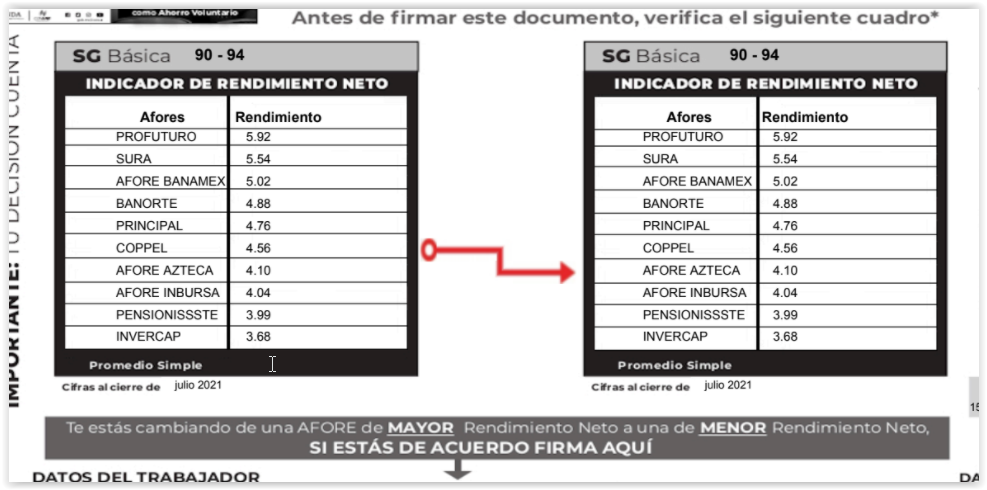 como Ahorro Voluntario
Antes de firmar este documento, verifica el siguiente cuadro*
IMPORTANTE: TU DECISIÓN CUENTA
SG Básica 90 - 94
INDICADOR DE RENDIMIENTO NETO
Afores Rendimiento
PROFUTURO 5.92
SURA 5.54
AFORE BANAMEX 5.02
BANORTE 4.88
PRINCIPAL 4.76
COPPEL 4.56
AFORE AZTECA 4.10
AFORE INBURSA 4.04
PENSIONISSSTE 3.99
INVERCAP 3.68
Promedio Simple
Cifras al cierre de julio 2021
SG Básica 90 - 94
INDICADOR DE RENDIMIENTO NETO
Afores Rendimiento
PROFUTURO 5.92
SURA 5.54
AFORE BANAMEX 5.02
BANORTE 4.88
PRINCIPAL 4.76
COPPEL 4.56
AFORE AZTECA 4.10
AFORE INBURSA 4.04
PENSIONISSSTE 3.99
INVERCAP 3.68
Promedio Simple
Cifras al cierre de julio 2021
15
Te estás cambiando de una AFORE de MAYOR Rendimiento Neto a una de MENOR Rendimiento Neto,
SI ESTÁS DE ACUERDO FIRMA AQUÍ
DATOS DEL TRABAJADOR
DA